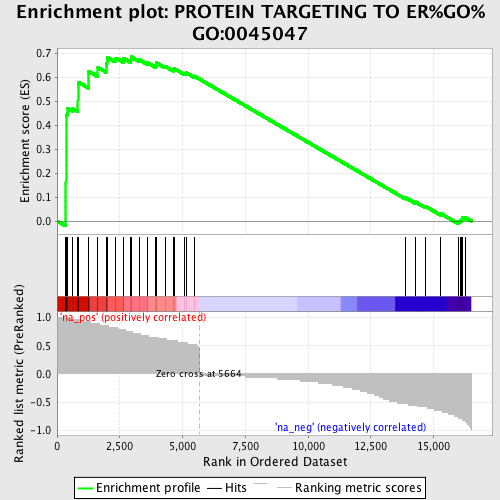 Enrichment plot: PROTEIN TARGETING TO ER%GO%
GO:0045047
Enrichment score (ES)
0.7
0.6
0.5
0.4
0.3
0.2
0.1
0.0
'na_pos' (positively correlated)
Ranked list metric (PreRanked)
1.0
0.5
0.0
-0.5
-1.0
Zero cross at 5664
'na_neg' (negatively correlated)
0
2,500
5,000
7,500
10,000
12,500
15,000
Rank in Ordered Dataset
Enrichment profile
Hits
Ranking metric scores